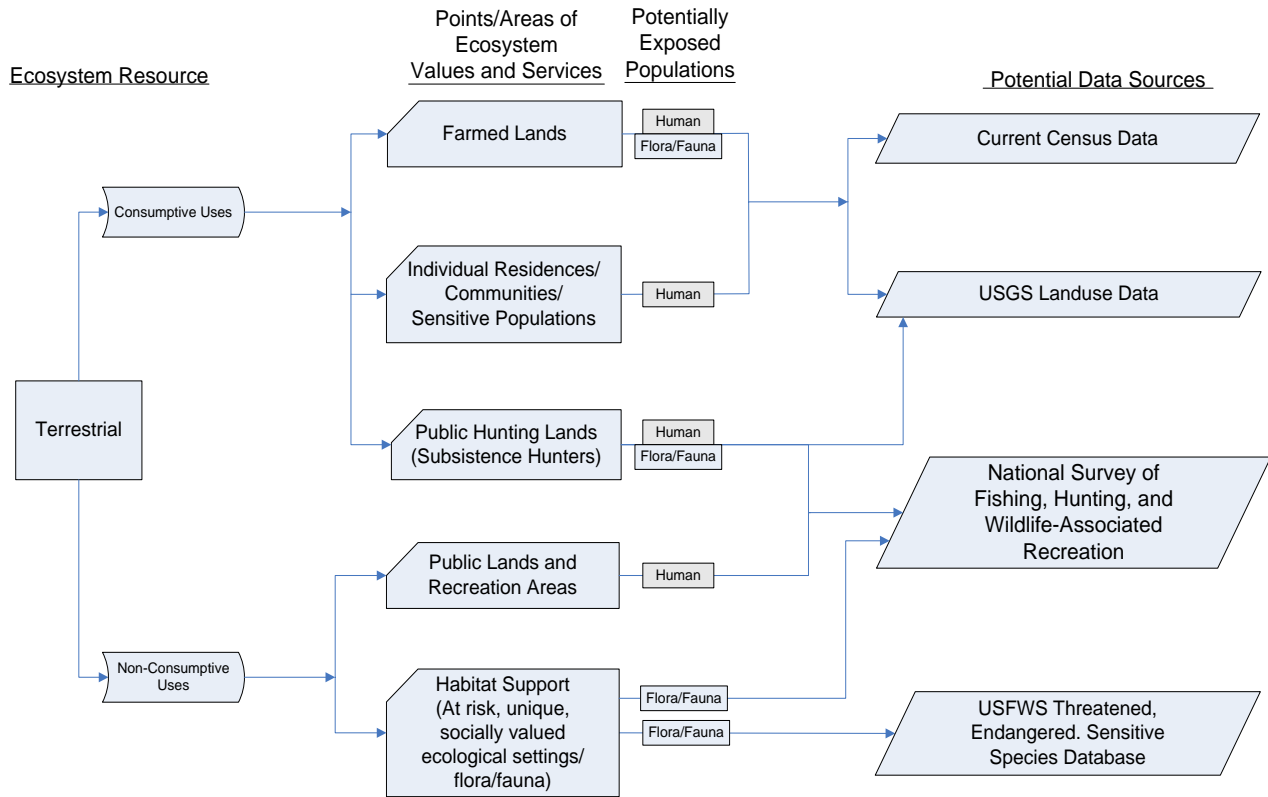 Ecosystem Resource
Points/Areas of
Ecosystem
Values and Services
Potentially
Exposed
Populations
Potential Data Sources
Farmed Lands
Human
Flora/Fauna
Current Census Data
Consumptive Uses
Individual Residences/
Communities/
Sensitive Populations
Human
USGS Landuse Data
Terrestrial
Public Hunting Lands
(Subsistence Hunters)
Human
Flora/Fauna
National Survey of
Fishing, Hunting, and
Wildlife-Associated
Recreation
Public Lands and
Recreation Areas
Human
Non-Consumptive
Uses
Habitat Support
(At risk, unique,
socially valued
ecological settings/
flora/fauna)
Flora/Fauna
Flora/Fauna
USFWS Threatened,
Endangered. Sensitive
Species Database